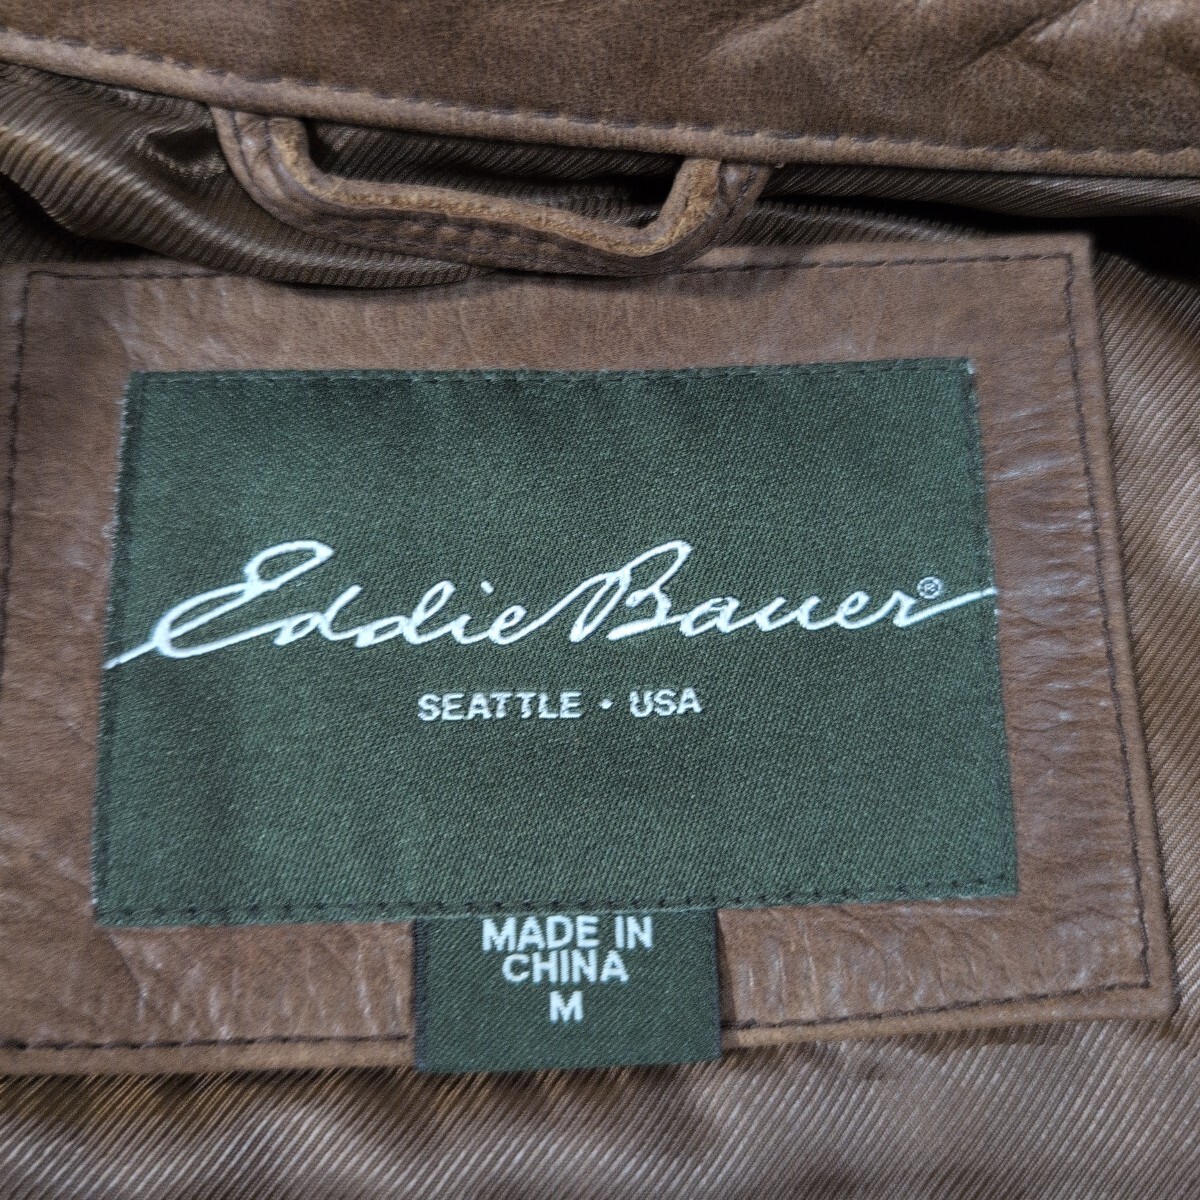 Eddie Bauer®
SEATTLE • USA
MADE IN
CHINA
M